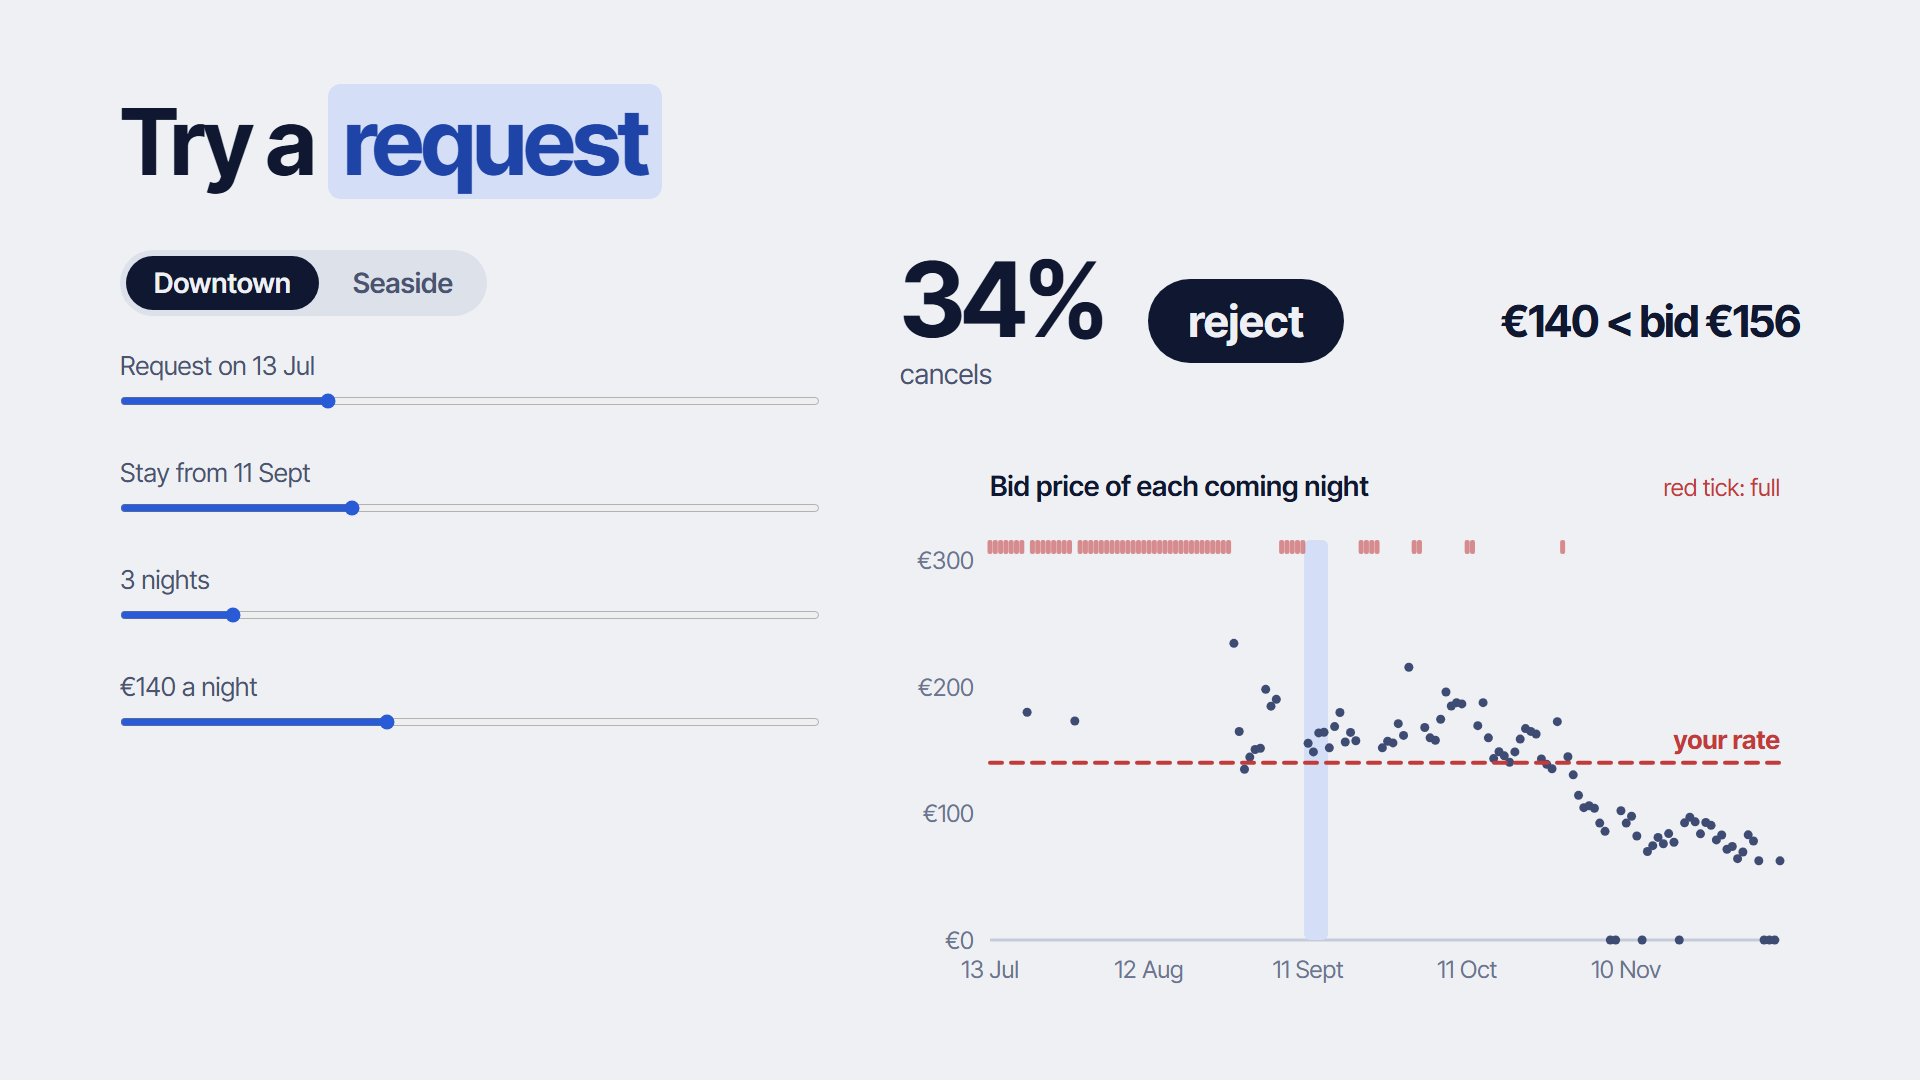 Try a request
Downtown
Seaside
Request on 13 Jul
Stay from 11 Sept
3 nights
€140 a night
34%
cancels
reject
€140 < bid €156
Bid price of each coming night
red tick: full
€300
€200
€100
€0
your rate
13 Jul
12 Aug
11 Sept
11 Oct
10 Nov